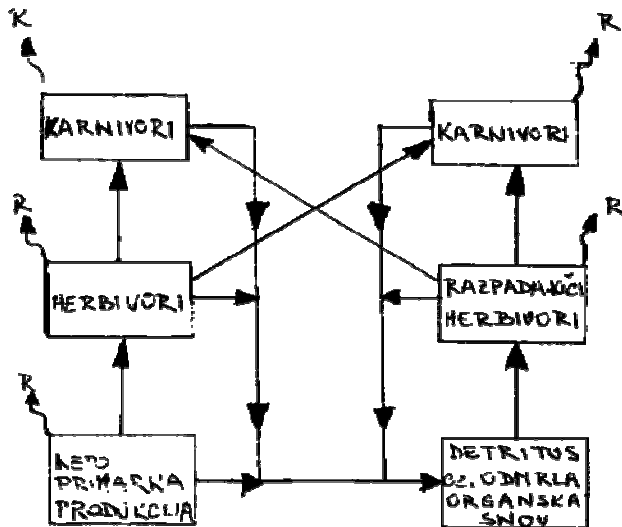 R R
KARNIVORI KARNIVORI
R R
HERBIVORI RAZPADAJOČI
HERBIVORI
R
NETO
PRIMARNA
PRODUKCIJA
DETRITUS
OZ. ODMRLA
ORGANSKA
SNOV